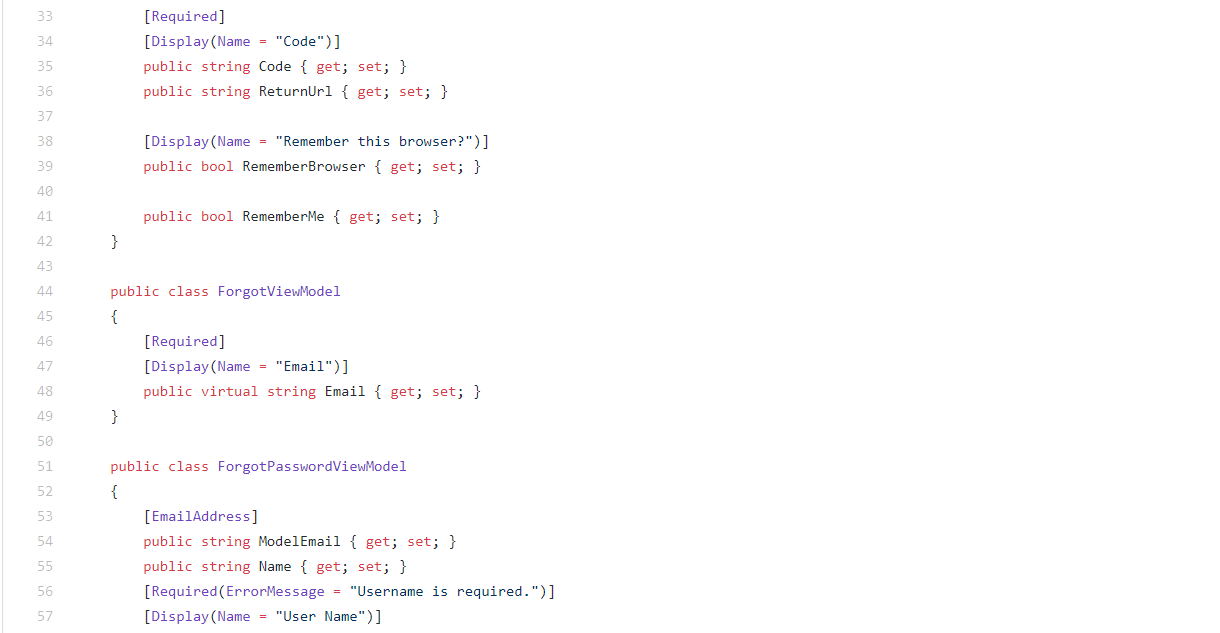 33 [Required]
34 [Display(Name = "Code")]
35 public string Code { get; set; }
36 public string ReturnUrl { get; set; }
37
38 [Display(Name = "Remember this browser?")]
39 public bool RememberBrowser { get; set; }
40
41 public bool RememberMe { get; set; }
42 }
43
44 public class ForgotViewModel
45 {
46 [Required]
47 [Display(Name = "Email")]
48 public virtual string Email { get; set; }
49 }
50
51 public class ForgotPasswordViewModel
52 {
53 [EmailAddress]
54 public string ModelEmail { get; set; }
55 public string Name { get; set; }
56 [Required(ErrorMessage = "Username is required.")]
57 [Display(Name = "User Name")]